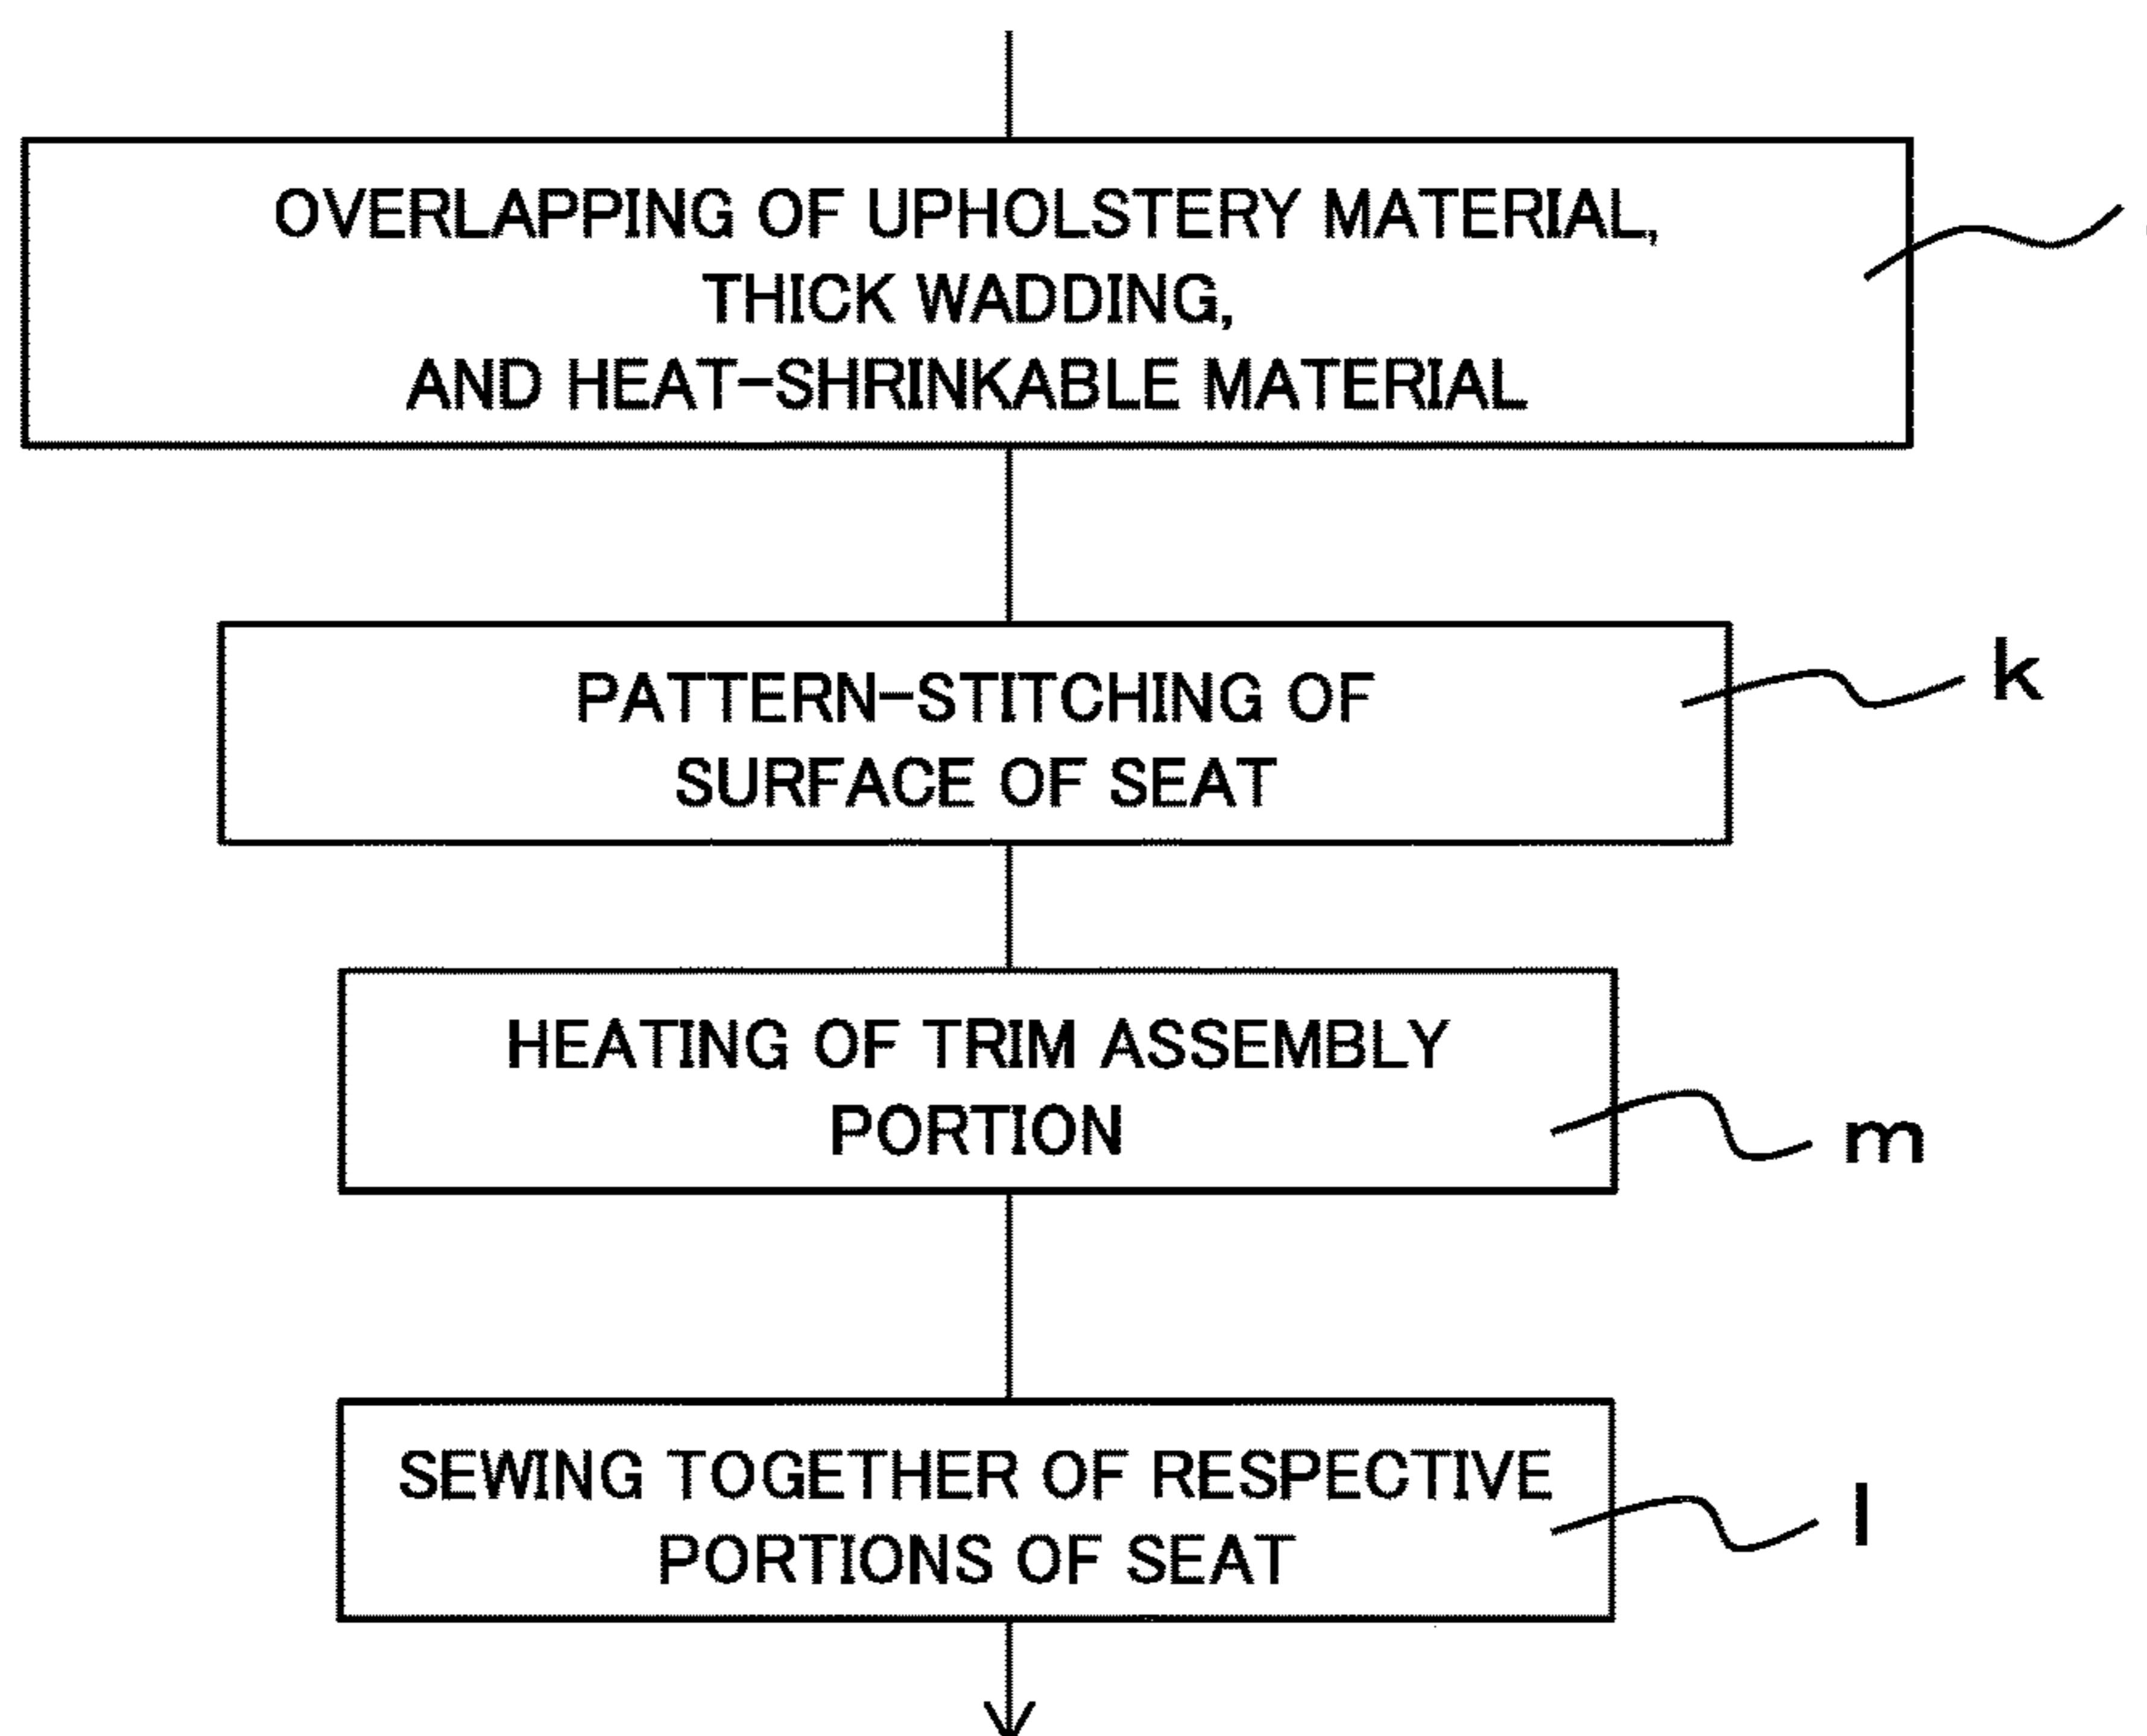 OVERLAPPING OF UPHOLSTERY MATERIAL,
THICK WADDING,
AND HEAT-SHRINKABLE MATERIAL
PATTERN-STITCHING OF
SURFACE OF SEAT
k
HEATING OF TRIM ASSEMBLY
PORTION
m
SEWING TOGETHER OF RESPECTIVE
PORTIONS OF SEAT
l